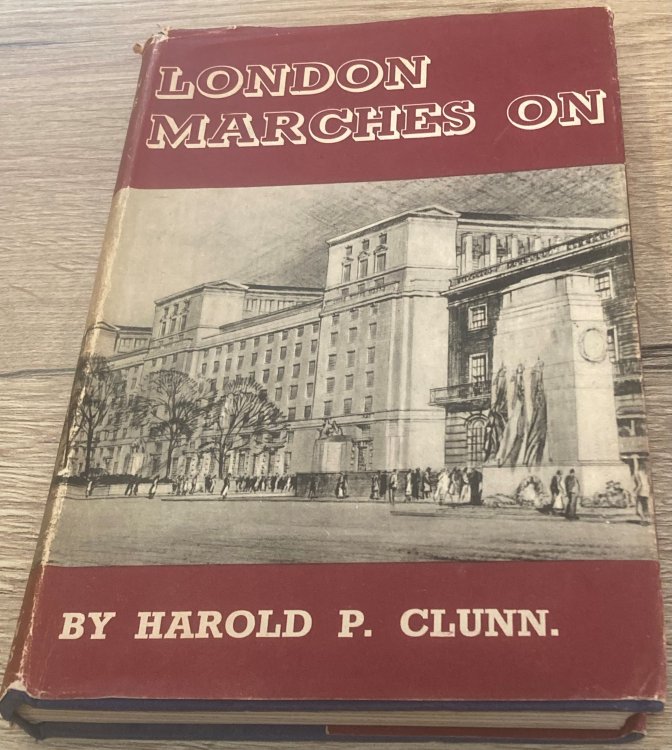 LONDON
MARCHES ON
BY HAROLD P. CLUNN.